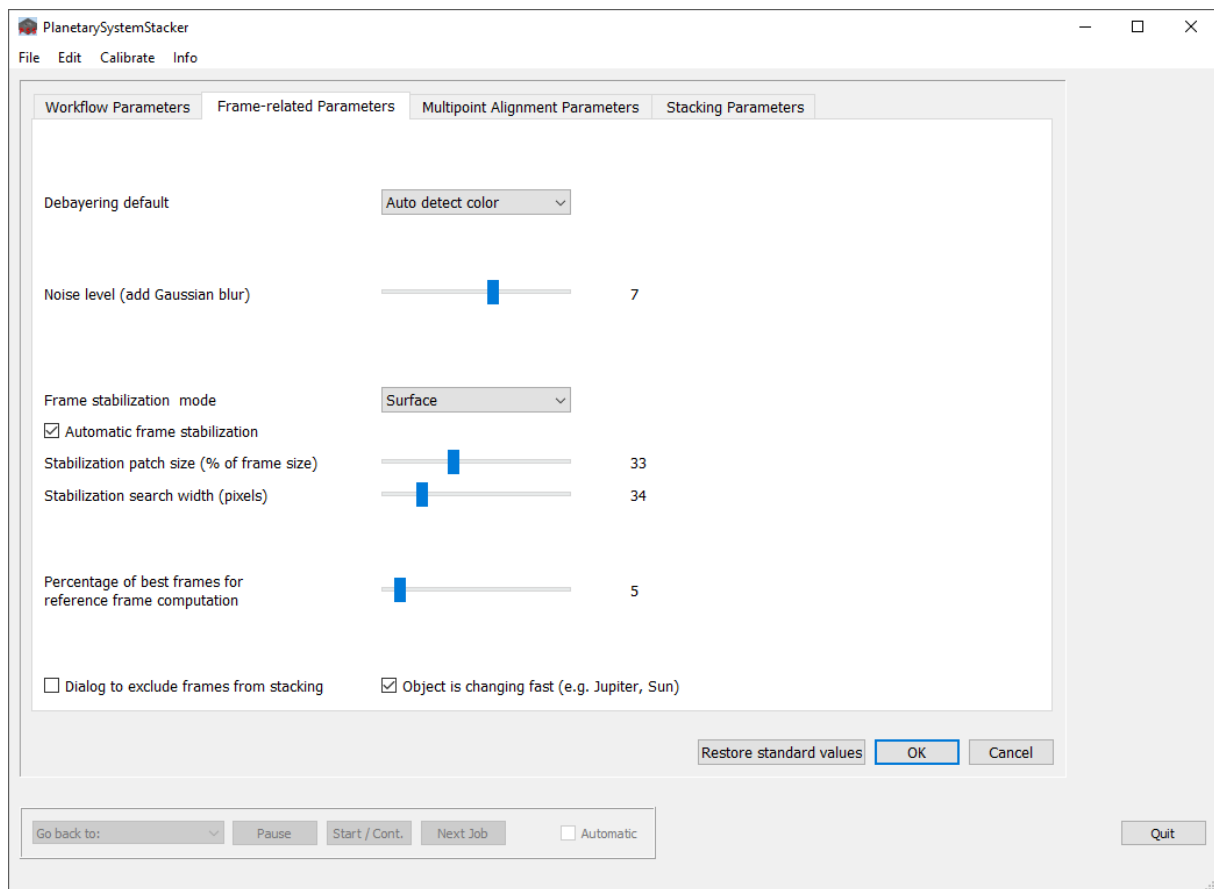 PlanetarySystemStacker
File Edit Calibrate Info
Workflow Parameters Frame-related Parameters Multipoint Alignment Parameters Stacking Parameters
Debayering default Auto detect color
Noise level (add Gaussian blur) 7
Frame stabilization mode Surface
Automatic frame stabilization
Stabilization patch size (% of frame size) 33
Stabilization search width (pixels) 34
Percentage of best frames for
reference frame computation 5
Dialog to exclude frames from stacking Object is changing fast (e.g. Jupiter, Sun)
Restore standard values OK Cancel
Go back to: Pause Start / Cont. Next Job Automatic Quit